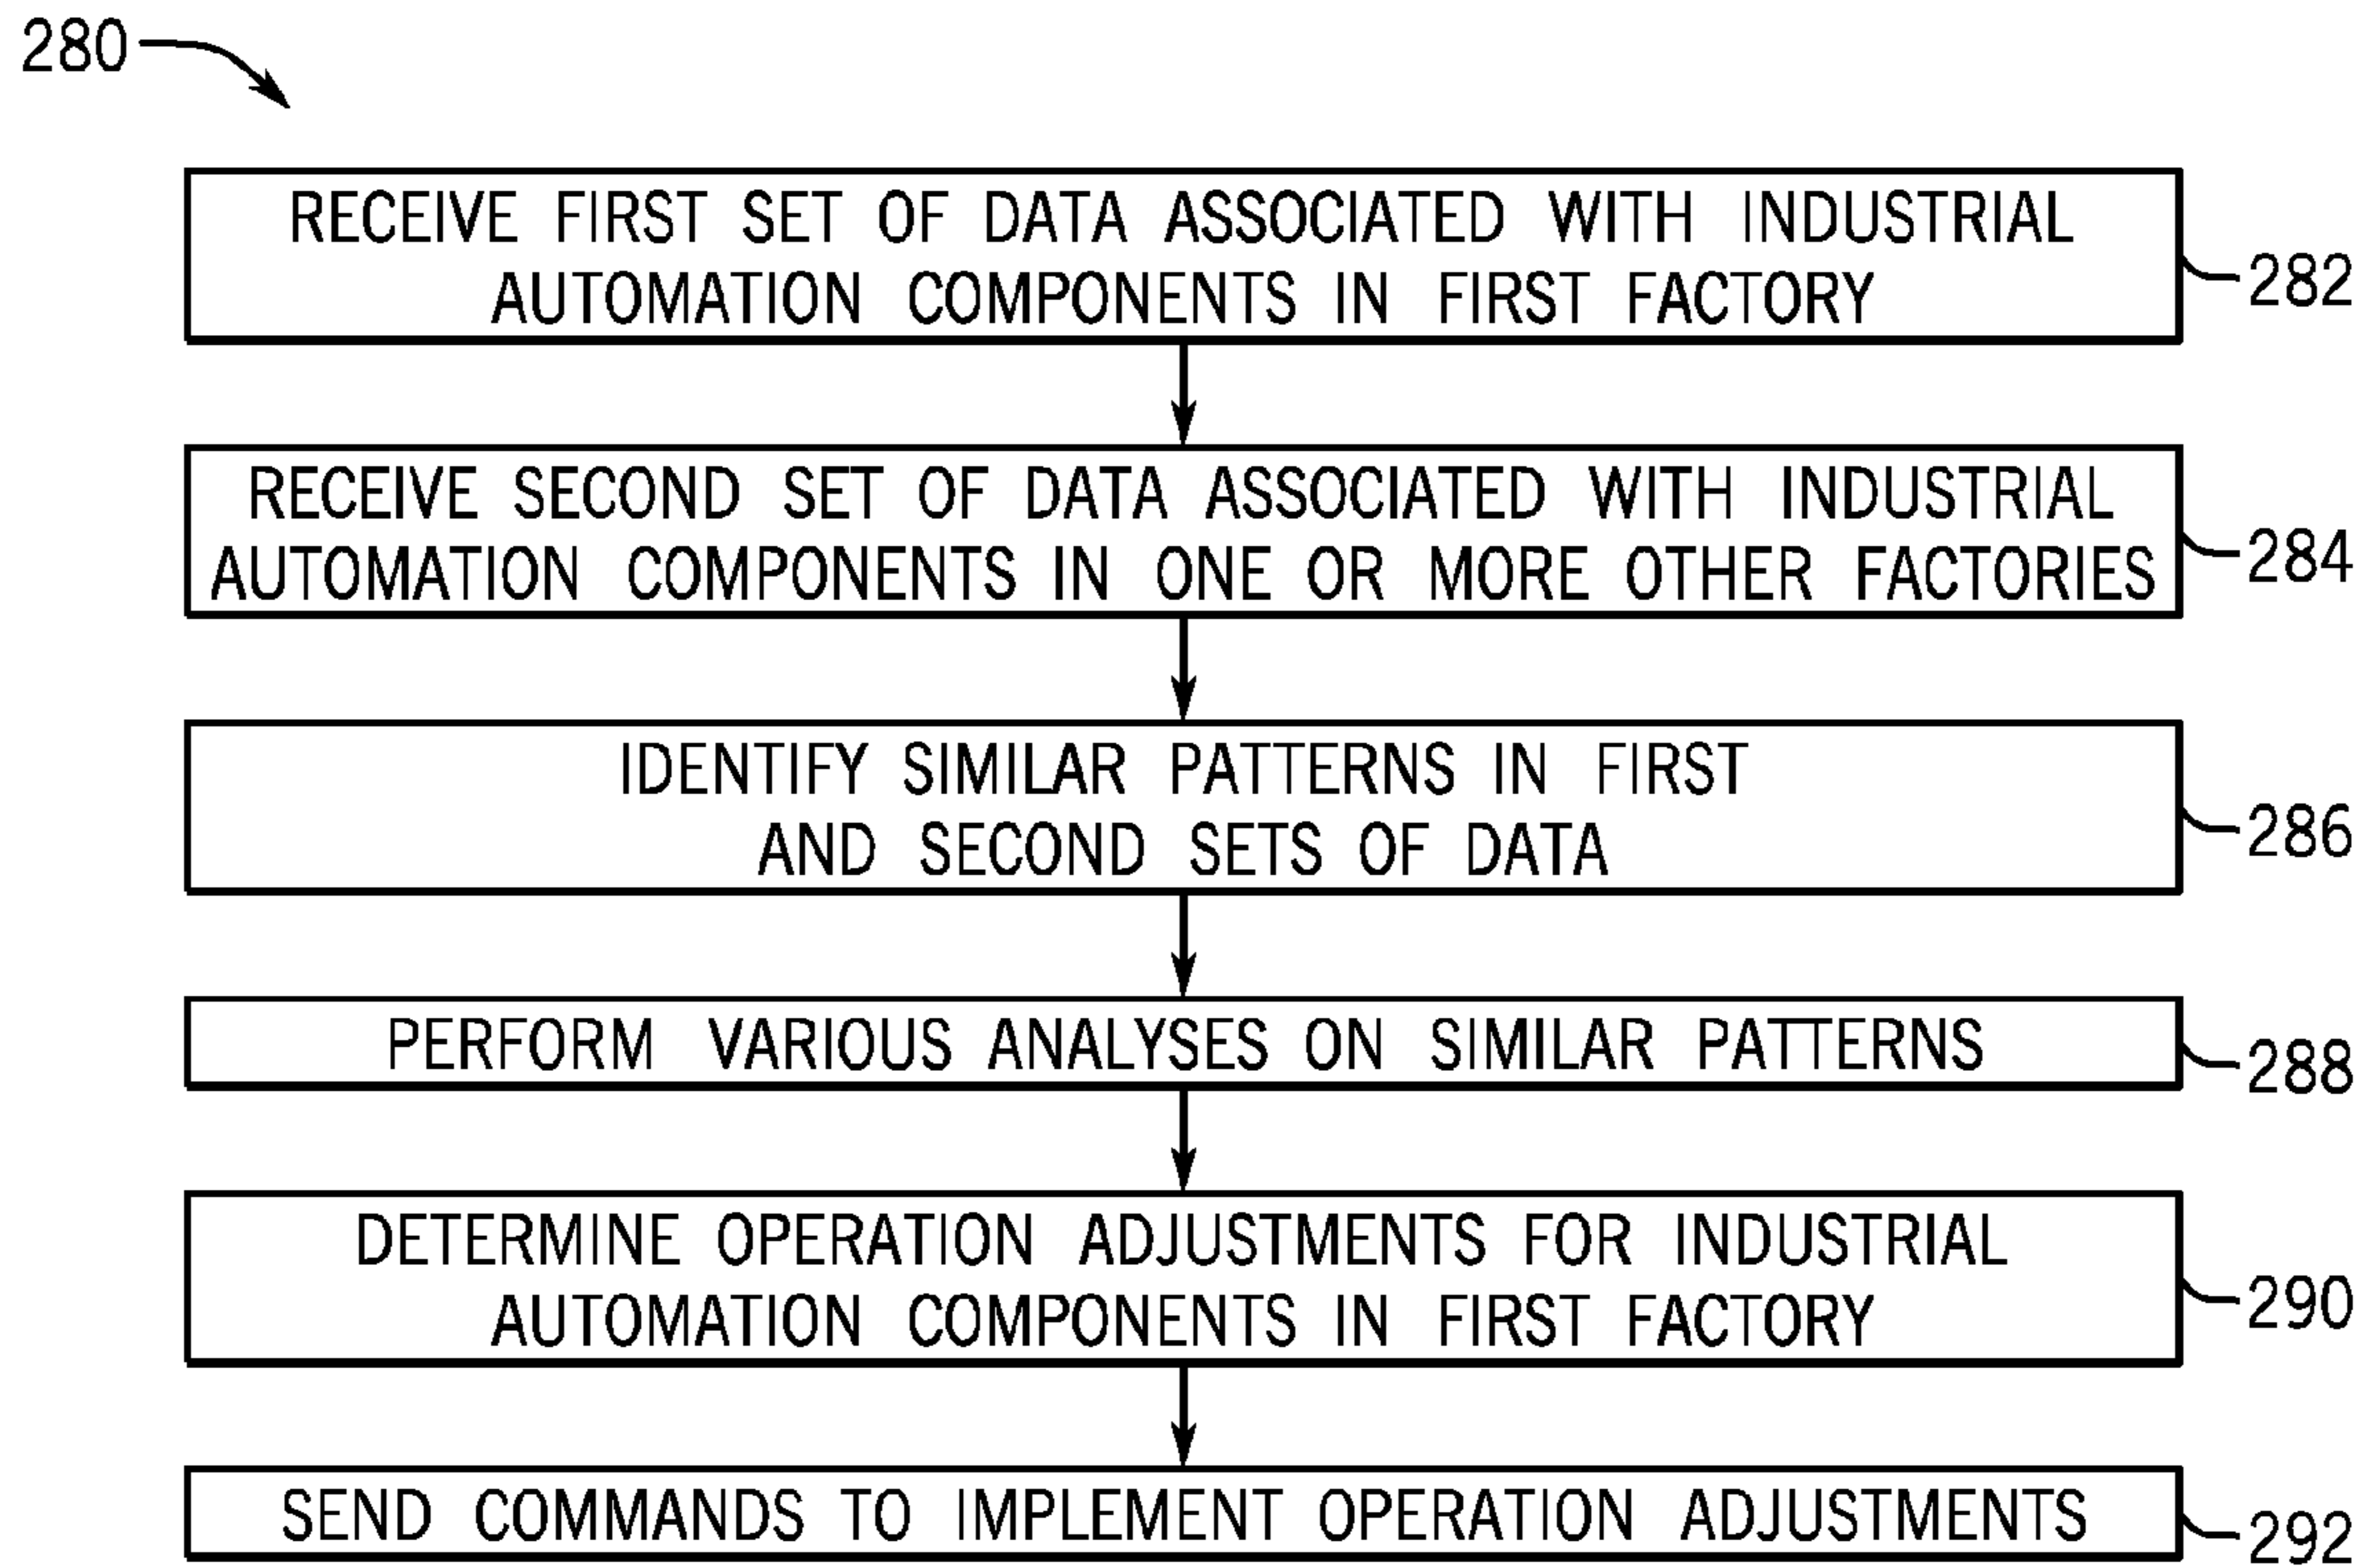 280
RECEIVE FIRST SET OF DATA ASSOCIATED WITH INDUSTRIAL
AUTOMATION COMPONENTS IN FIRST FACTORY
282
RECEIVE SECOND SET OF DATA ASSOCIATED WITH INDUSTRIAL
AUTOMATION COMPONENTS IN ONE OR MORE OTHER FACTORIES
284
IDENTIFY SIMILAR PATTERNS IN FIRST
AND SECOND SETS OF DATA
286
PERFORM VARIOUS ANALYSES ON SIMILAR PATTERNS
288
DETERMINE OPERATION ADJUSTMENTS FOR INDUSTRIAL
AUTOMATION COMPONENTS IN FIRST FACTORY
290
SEND COMMANDS TO IMPLEMENT OPERATION ADJUSTMENTS
292